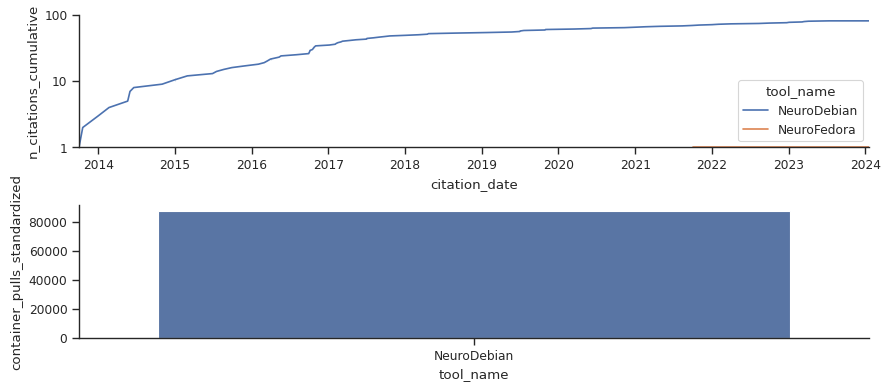 n_citations_cumulative
100
10
1
tool_name
NeuroDebian
NeuroFedora
2014 2015 2016 2017 2018 2019 2020 2021 2022 2023 2024
citation_date
container_pulls_standardized
80000
60000
40000
20000
0
NeuroDebian
tool_name